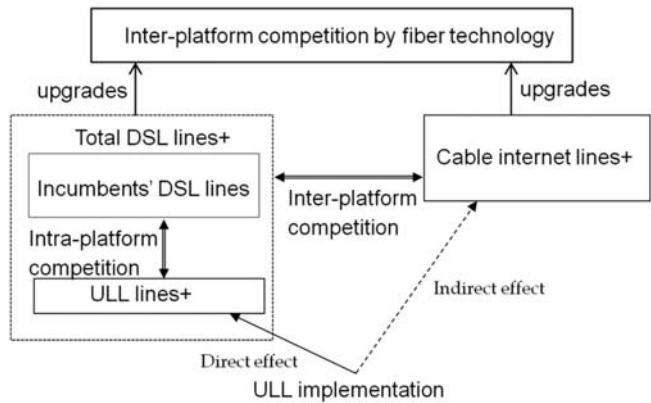 Inter-platform competition by fiber technology
upgrades
upgrades
Total DSL lines+
Incumbents' DSL lines
Cable internet lines+
Inter-platform
competition
Intra-platform
competition
ULL lines+
Indirect effect
Direct effect
ULL implementation